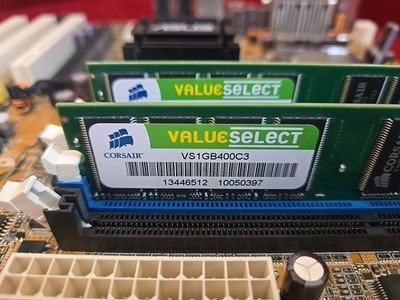 VALUESELECT
VALUESELECT
CORSAIR
VS1GB400C3
13446512 10050397